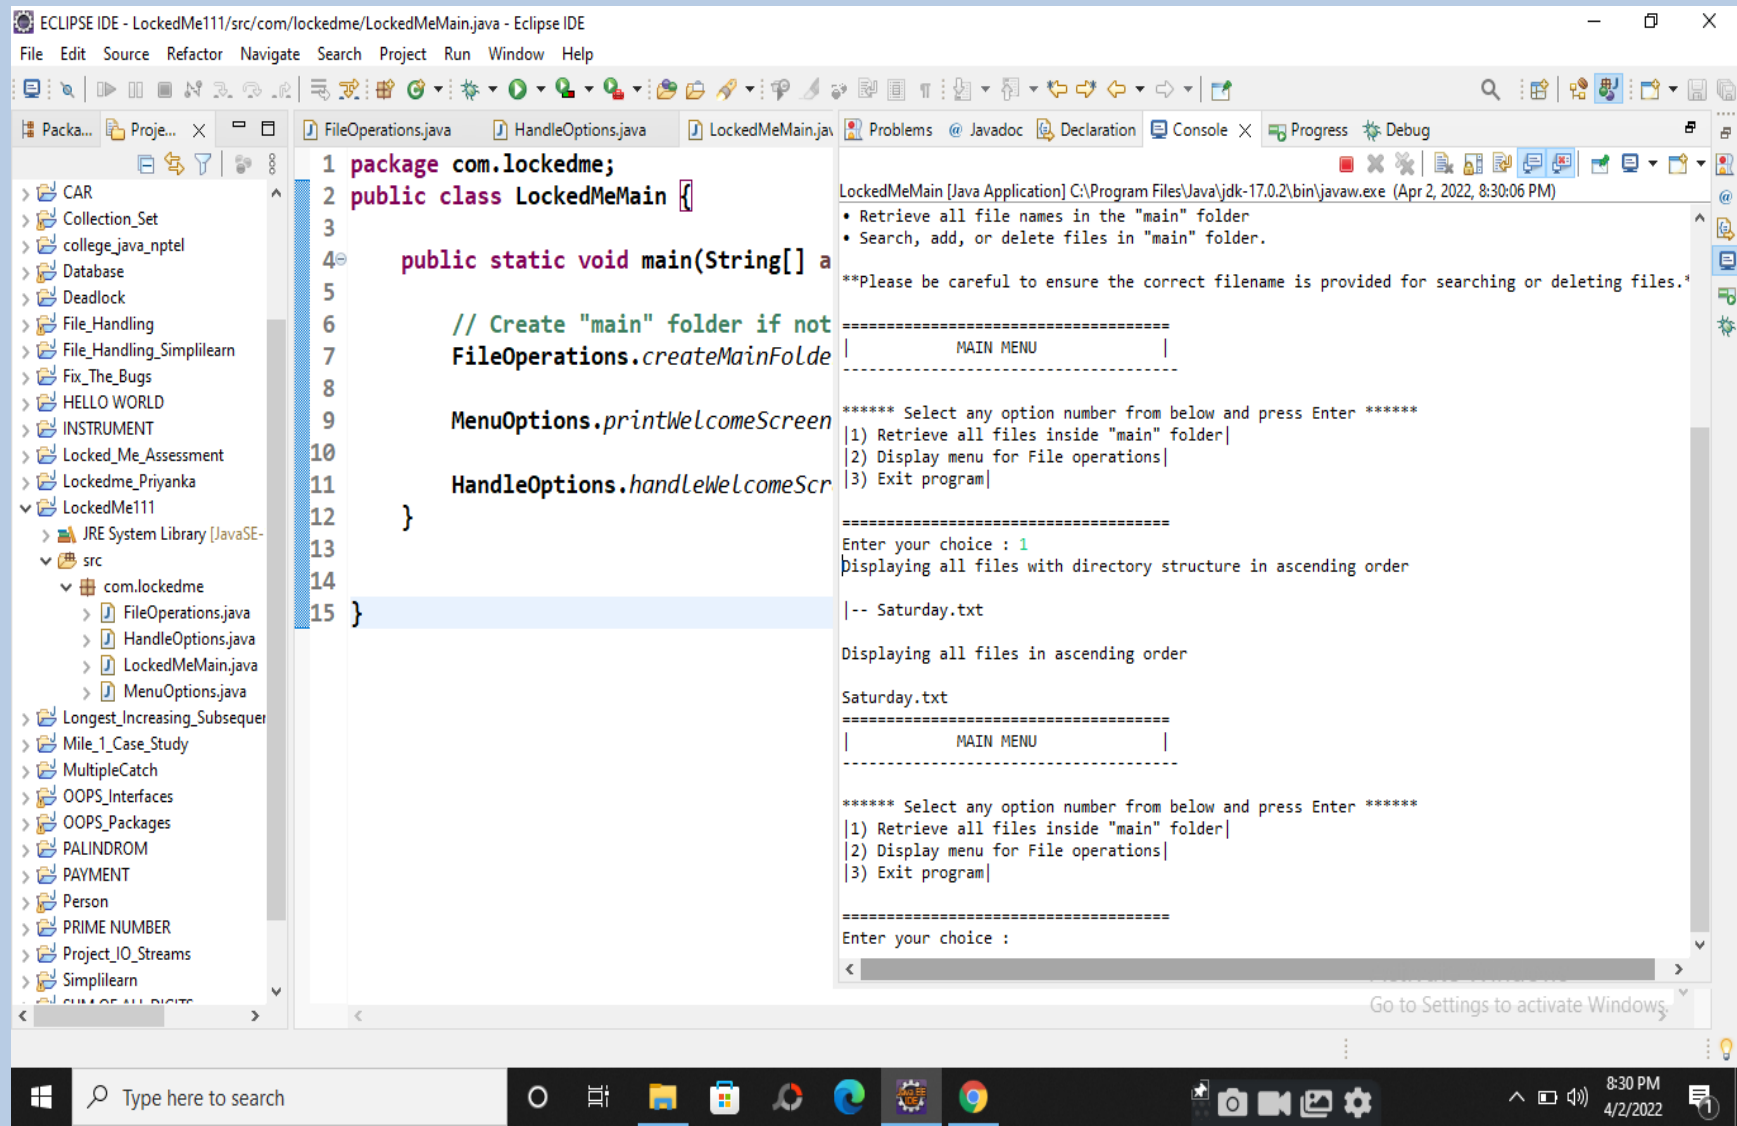 ECLIPSE IDE - LockedMe111/src/com/lockedme/LockedMeMain.java - Eclipse IDE
File Edit Source Refactor Navigate Search Project Run Window Help
Packa... Proje...
CAR
Collection_Set
college_java_nptel
Database
Deadlock
File_Handling
File_Handling_Simplilearn
Fix_The_Bugs
HELLO WORLD
INSTRUMENT
Locked_Me_Assessment
Lockedme_Priyanka
LockedMe111
JRE System Library [JavaSE-
src
com.lockedme
FileOperations.java
HandleOptions.java
LockedMeMain.java
MenuOptions.java
Longest_Increasing_Subsequer
Mile_1_Case_Study
MultipleCatch
OOPS_Interfaces
OOPS_Packages
PALINDROM
PAYMENT
Person
PRIME NUMBER
Project_IO_Streams
Simplilearn
SUM OF ALL DIGITS
FileOperations.java HandleOptions.java LockedMeMain.jav
1 package com.lockedme;
2 public class LockedMeMain {
3
4 public static void main(String[] a
5
6 // Create "main" folder if not
7 FileOperations.createMainFolde
8
9 MenuOptions.printWelcomeScreen
10
11 HandleOptions.handleWelcomeScr
12 }
13
14
15 }
Problems @ Javadoc Declaration Console Progress Debug
LockedMeMain [Java Application] C:\Program Files\Java\jdk-17.0.2\bin\javaw.exe (Apr 2, 2022, 8:30:06 PM)
• Retrieve all file names in the "main" folder
• Search, add, or delete files in "main" folder.
**Please be careful to ensure the correct filename is provided for searching or deleting files.*
=====================================
| MAIN MENU |
--------------------------------------
****** Select any option number from below and press Enter ******
|1) Retrieve all files inside "main" folder|
|2) Display menu for File operations|
|3) Exit program|
=====================================
Enter your choice : 1
Displaying all files with directory structure in ascending order
|-- Saturday.txt
Displaying all files in ascending order
Saturday.txt
=====================================
| MAIN MENU |
--------------------------------------
****** Select any option number from below and press Enter ******
|1) Retrieve all files inside "main" folder|
|2) Display menu for File operations|
|3) Exit program|
=====================================
Enter your choice :
Activate Windows
Go to Settings to activate Windows.
Type here to search
8:30 PM
4/2/2022
1